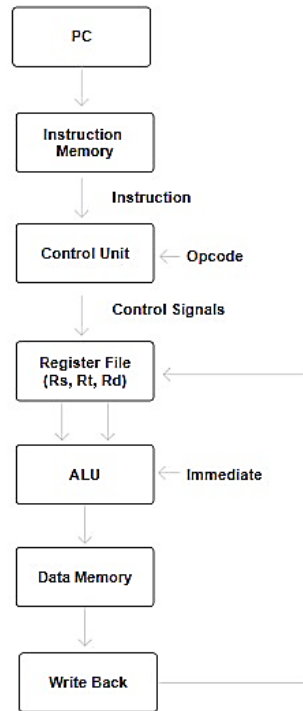 PC
Instruction
Memory
Instruction
Control Unit
Opcode
Control Signals
Register File
(Rs, Rt, Rd)
ALU
Immediate
Data Memory
Write Back